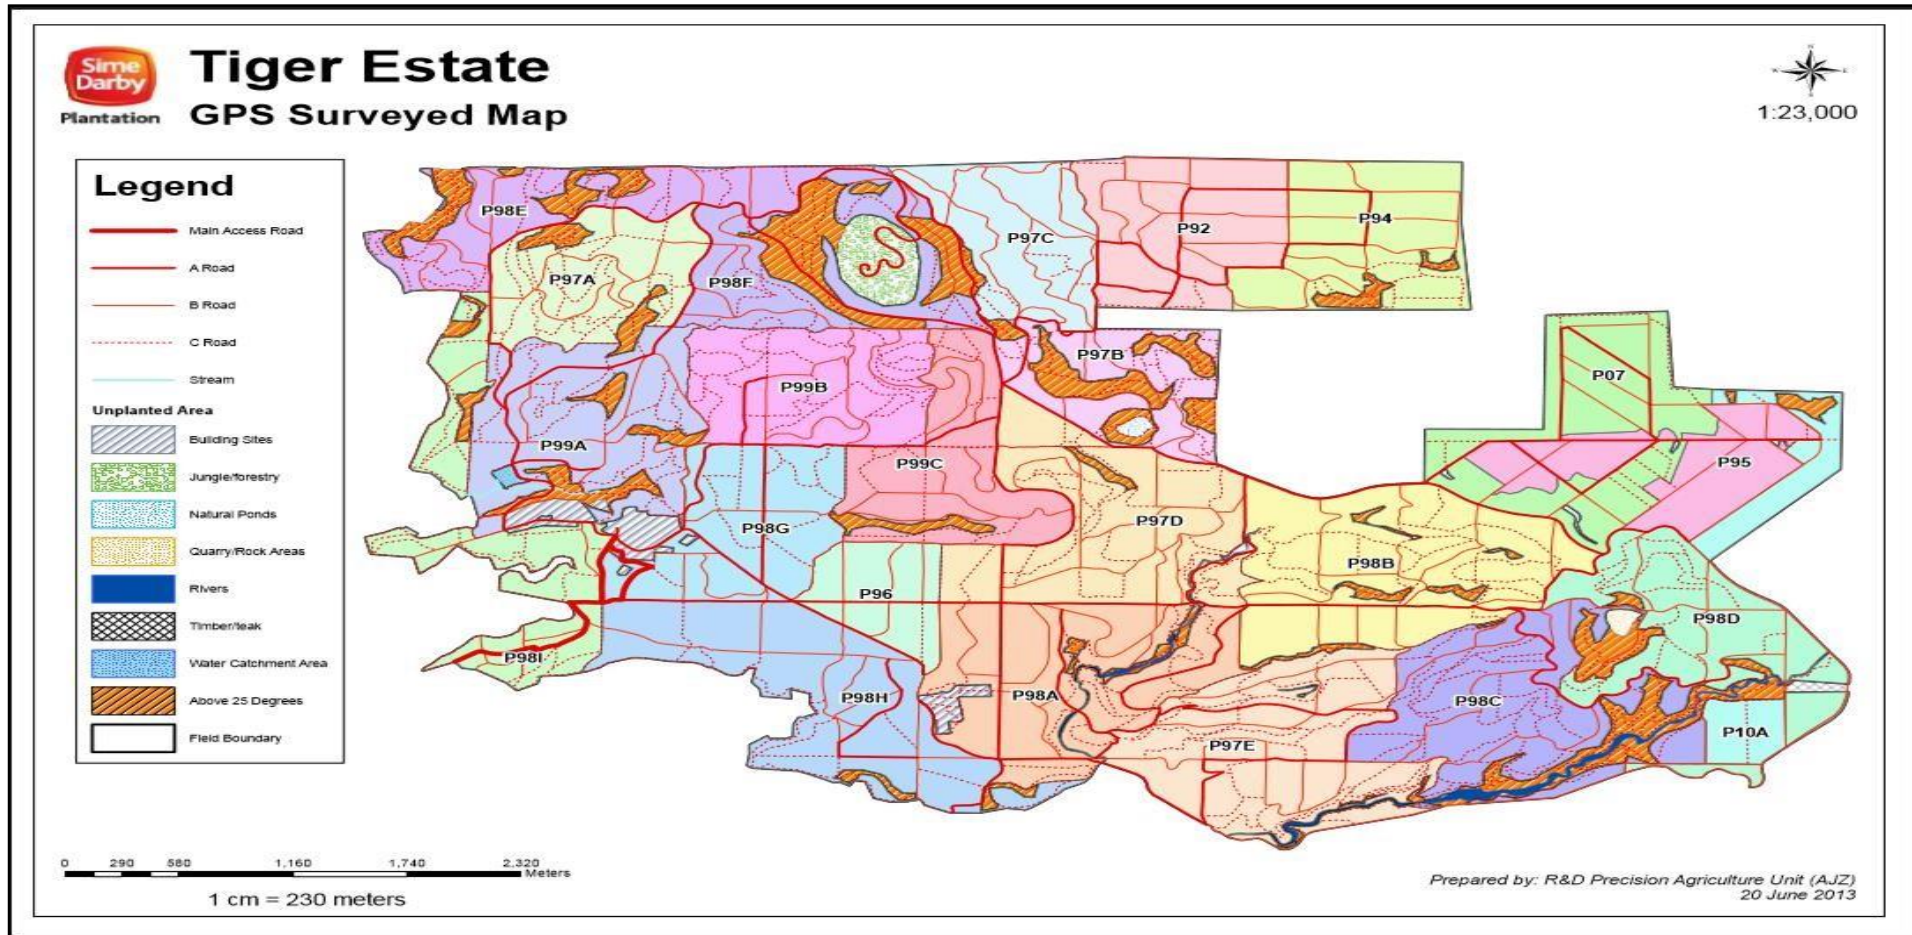 Sime
Darby
Plantation
Tiger Estate
GPS Surveyed Map
N
W
E
S
1:23,000
Legend
Main Access Road
A Road
B Road
C Road
Stream
Unplanted Area
Building Sites
Jungle/forestry
Natural Ponds
Quarry/Rock Areas
Rivers
Timber/teak
Water Catchment Area
Above 25 Degrees
Field Boundary
P98E
P97A
P98F
P97C
P92
P94
P97B
P07
P99B
P99A
P99C
P95
P98G
P97D
P98B
P96
P98D
P98I
P98H
P98A
P98C
P97E
P10A
0 290 580 1,160 1,740 2,320
Meters
1 cm = 230 meters
Prepared by: R&D Precision Agriculture Unit (AJZ)
20 June 2013